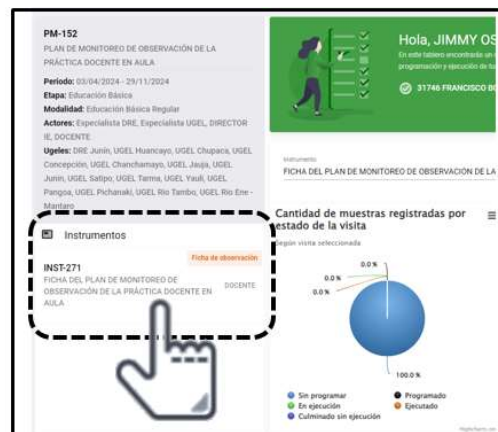 PM-152
PLAN DE MONITOREO DE OBSERVACIÓN DE LA
PRÁCTICA DOCENTE EN AULA
Periodo: 03/04/2024 - 29/11/2024
Etapa: Educación Básica
Modalidad: Educación Básica Regular
Actores: Especialista DRE, Especialista UGEL, DIRECTOR
IE, DOCENTE
Ugeles: DRE Junín, UGEL Huancayo, UGEL Chupaca, UGEL
Concepción, UGEL Chanchamayo, UGEL Jauja, UGEL
Junin, UGEL Satipo, UGEL Tarma, UGEL Yauli, UGEL
Pangoa, UGEL Pichanaki, UGEL Rio Tambo, UGEL Rio Ene -
Mantaro
Instrumentos
Ficha de observación
INST-271
FICHA DEL PLAN DE MONITOREO DE
OBSERVACIÓN DE LA PRÁCTICA DOCENTE EN
AULA
DOCENTE
Hola, JIMMY OS
En este tablero encontrarás un
programación y ejecución de
31746 FRANCISCO BO
Instrumento
FICHA DEL PLAN DE MONITOREO DE OBSERVACIÓN DE LA
Cantidad de muestras registradas por
estado de la visita
Según visita seleccionada
0.0 %
0.0 %
0.0 %
100.0 %
Sin programar
Programado
En ejecución
Ejecutado
Culminado sin ejecución